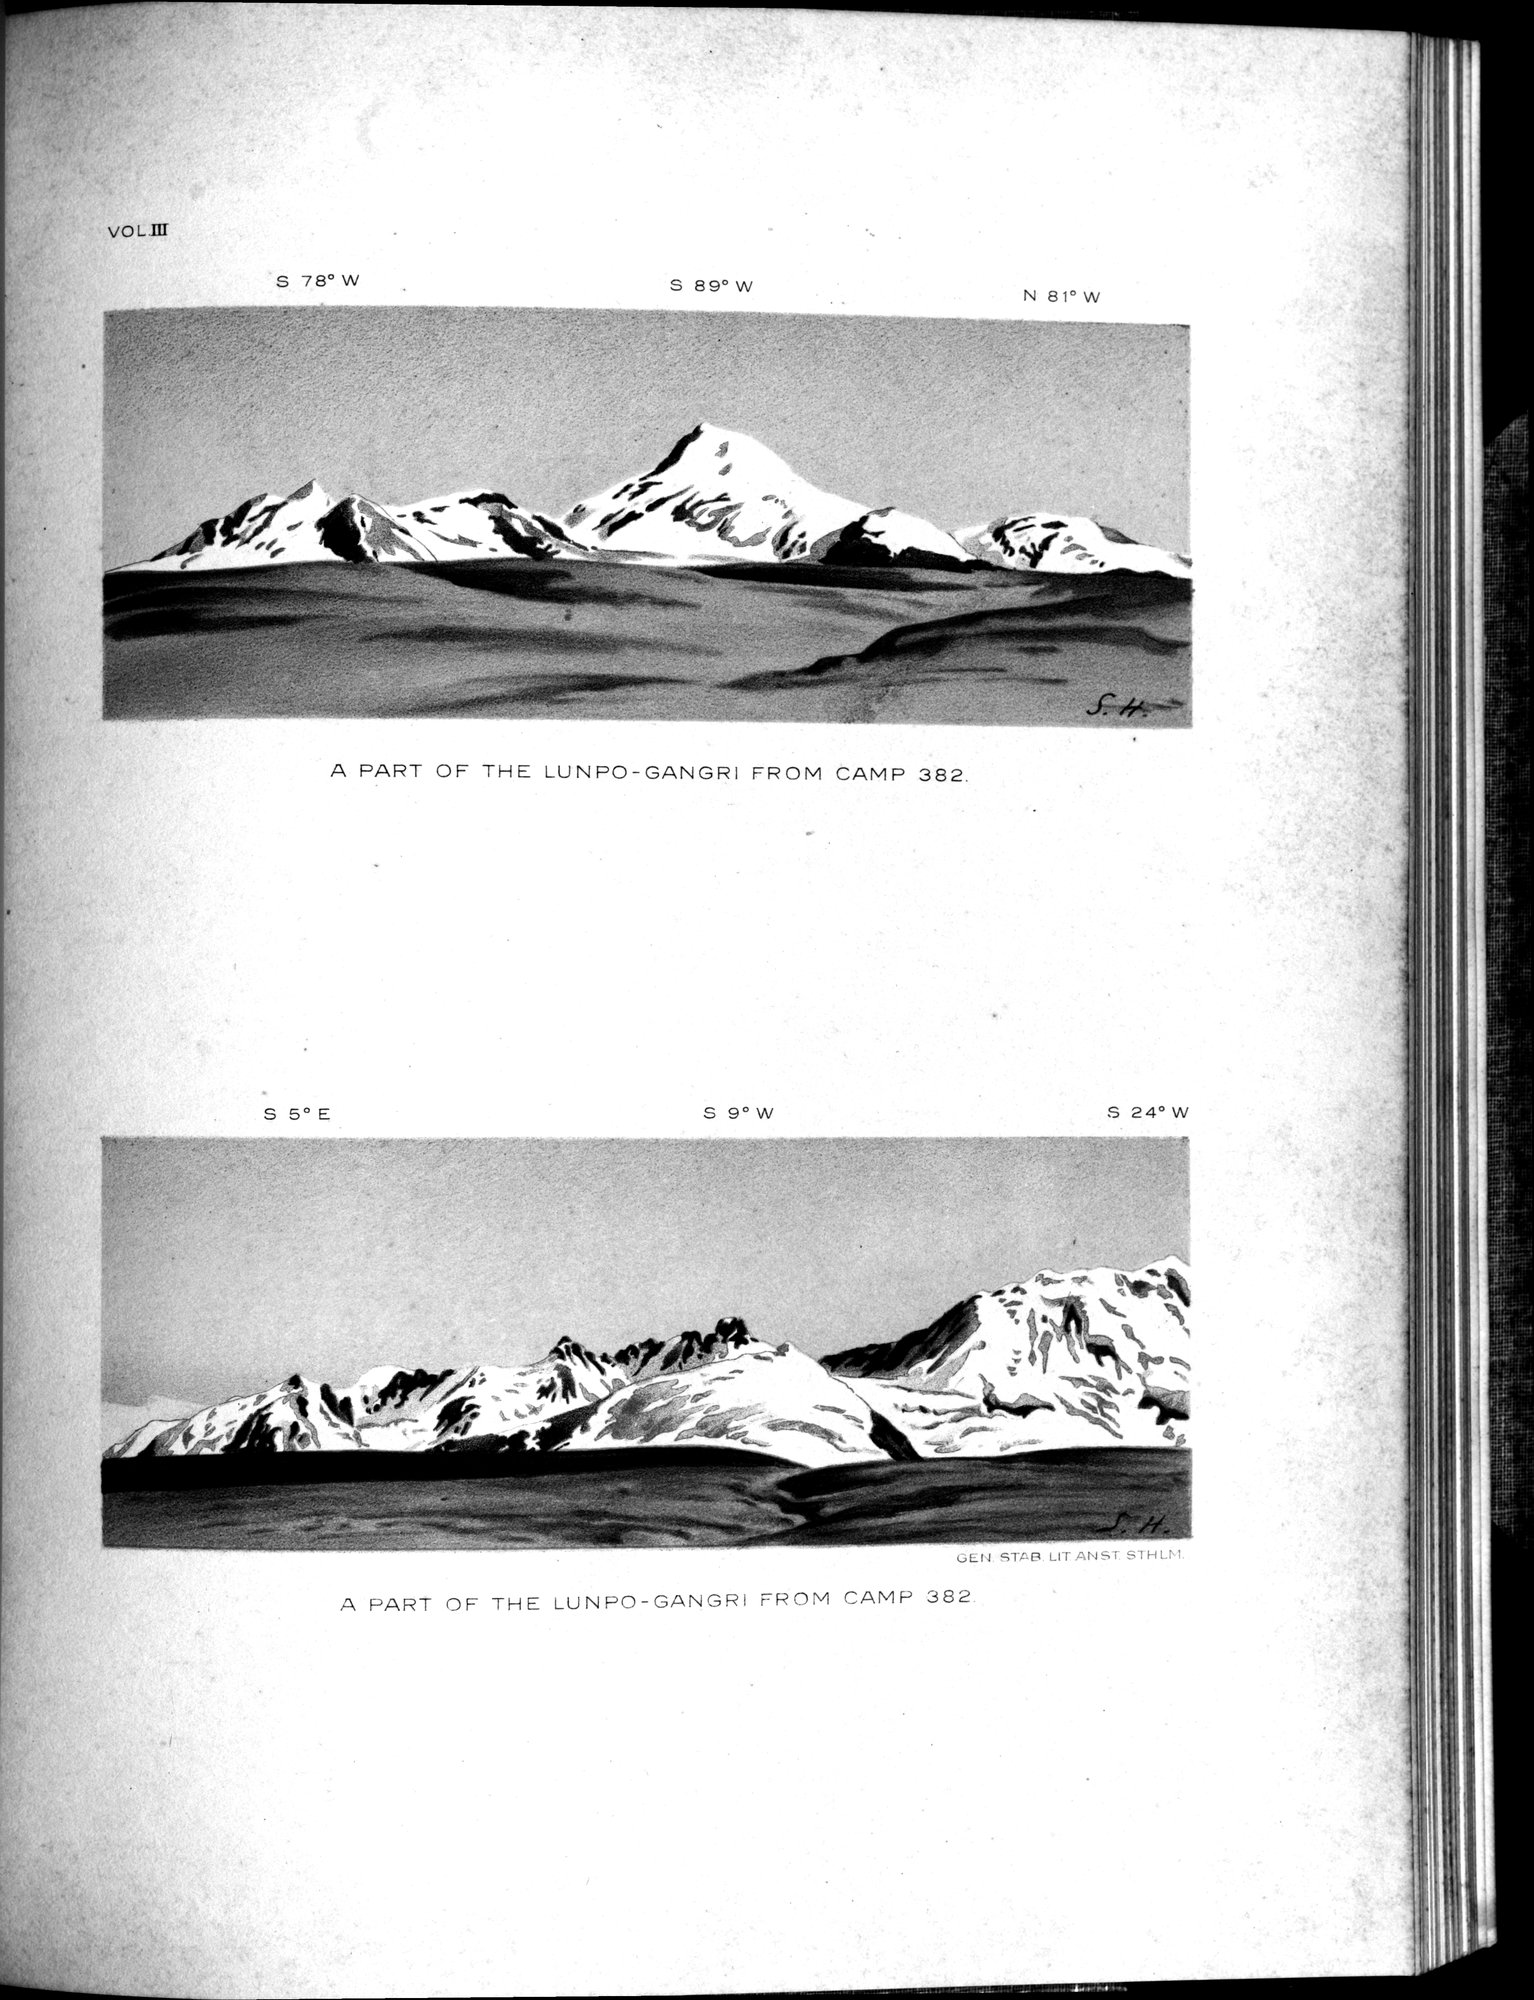 VOL.III
S 78° W S 89° W N 81° W
S. H.
A PART OF THE LUNPO-GANGRI FROM CAMP 382.
S 5° E S 9° W S 24° W
S. H.
GEN. STAB. LIT. ANST. STHLM.
A PART OF THE LUNPO-GANGRI FROM CAMP 382.